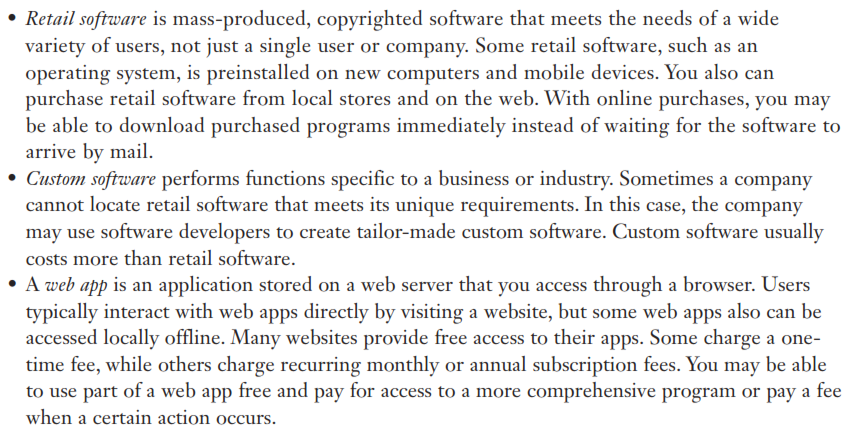 • Retail software is mass-produced, copyrighted software that meets the needs of a wide
variety of users, not just a single user or company. Some retail software, such as an
operating system, is preinstalled on new computers and mobile devices. You also can
purchase retail software from local stores and on the web. With online purchases, you may
be able to download purchased programs immediately instead of waiting for the software to
arrive by mail.
• Custom software performs functions specific to a business or industry. Sometimes a company
cannot locate retail software that meets its unique requirements. In this case, the company
may use software developers to create tailor-made custom software. Custom software usually
costs more than retail software.
• A web app is an application stored on a web server that you access through a browser. Users
typically interact with web apps directly by visiting a website, but some web apps also can be
accessed locally offline. Many websites provide free access to their apps. Some charge a one-
time fee, while others charge recurring monthly or annual subscription fees. You may be able
to use part of a web app free and pay for access to a more comprehensive program or pay a fee
when a certain action occurs.